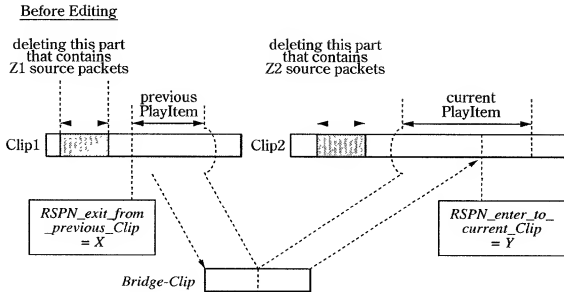 Before Editing
deleting this part
that contains
Z1 source packets
deleting this part
that contains
Z2 source packets
previous
PlayItem
current
PlayItem
Clip1
Clip2
RSPN_exit_from
_previous_Clip
= X
RSPN_enter_to_
current_Clip
= Y
Bridge-Clip